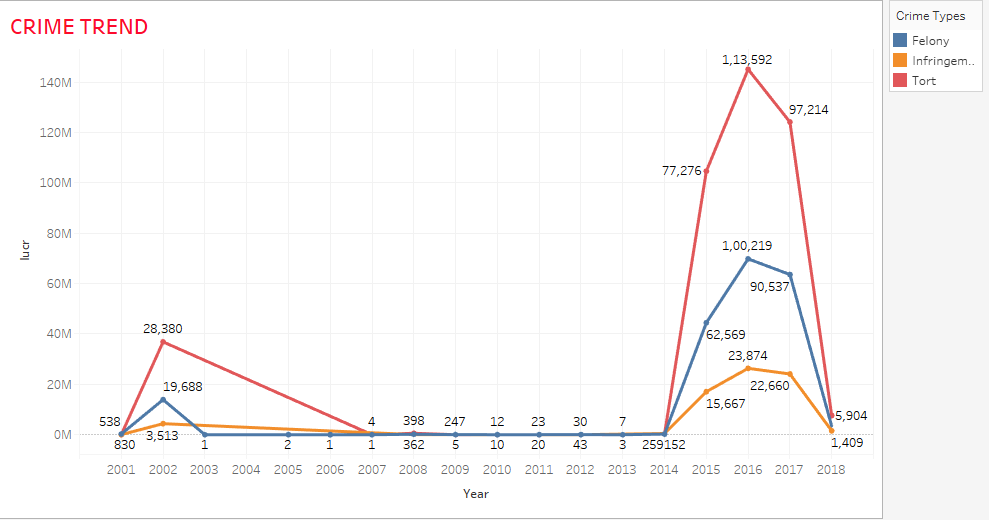 CRIME TREND
Crime Types
Felony
Infringem..
Tort
140M
120M
100M
80M
60M
40M
20M
0M
lucr
1,13,592
97,214
77,276
1,00,219
90,537
62,569
23,874
22,660
15,667
28,380
19,688
3,513
538
830
1
2
1
4
1
398
362
247
5
12
10
23
20
30
43
7
3
259152
5,904
1,409
2001 2002 2003 2004 2005 2006 2007 2008 2009 2010 2011 2012 2013 2014 2015 2016 2017 2018
Year